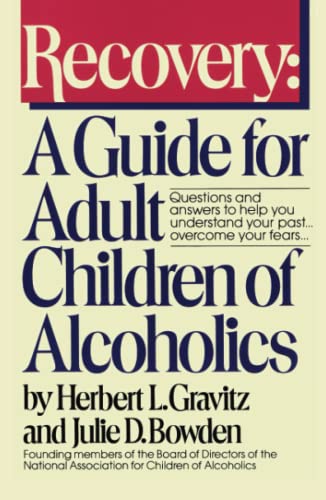 Recovery:
A Guide for
Adult
Questions and
answers to help you
understand your past...
overcome your fears...
Children of
Alcoholics
by Herbert L. Gravitz
and Julie D. Bowden
Founding members of the Board of Directors of the
National Association for Children of Alcoholics